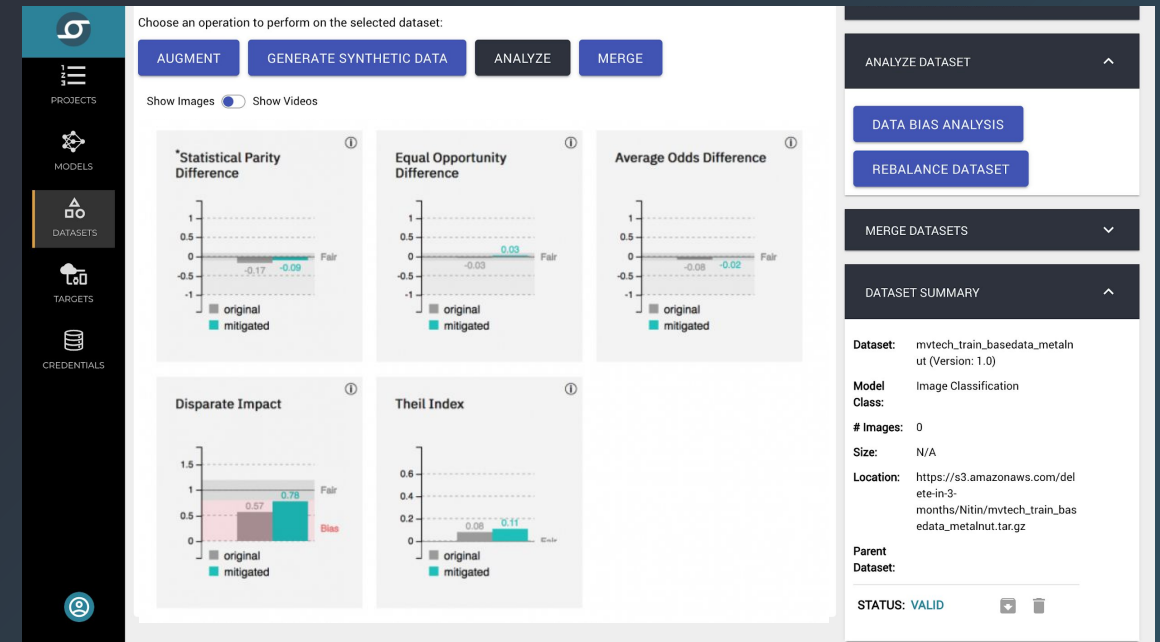 Choose an operation to perform on the selected dataset:
AUGMENT
GENERATE SYNTHETIC DATA
ANALYZE
MERGE
Show Images
Show Videos
PROJECTS
MODELS
DATASETS
TARGETS
CREDENTIALS
*Statistical Parity
Difference
1
0.5
0
-0.5
-1
Fair
-0.17
-0.09
original
mitigated
Equal Opportunity
Difference
1
0.5
0
-0.5
-1
0.03
Fair
-0.03
original
mitigated
Average Odds Difference
1
0.5
0
-0.5
-1
Fair
-0.08
-0.02
original
mitigated
Disparate Impact
1.5
1
0.5
0
Fair
0.78
0.57
Bias
original
mitigated
Theil Index
0.6
0.4
0.2
0
0.08
0.11
Fair
original
mitigated
ANALYZE DATASET
DATA BIAS ANALYSIS
REBALANCE DATASET
MERGE DATASETS
DATASET SUMMARY
Dataset: mvtech_train_basedata_metaln
ut (Version: 1.0)
Model Image Classification
Class:
# Images: 0
Size: N/A
Location: https://s3.amazonaws.com/del
ete-in-3-
months/Nitin/mvtech_train_bas
edata_metalnut.tar.gz
Parent
Dataset:
STATUS: VALID